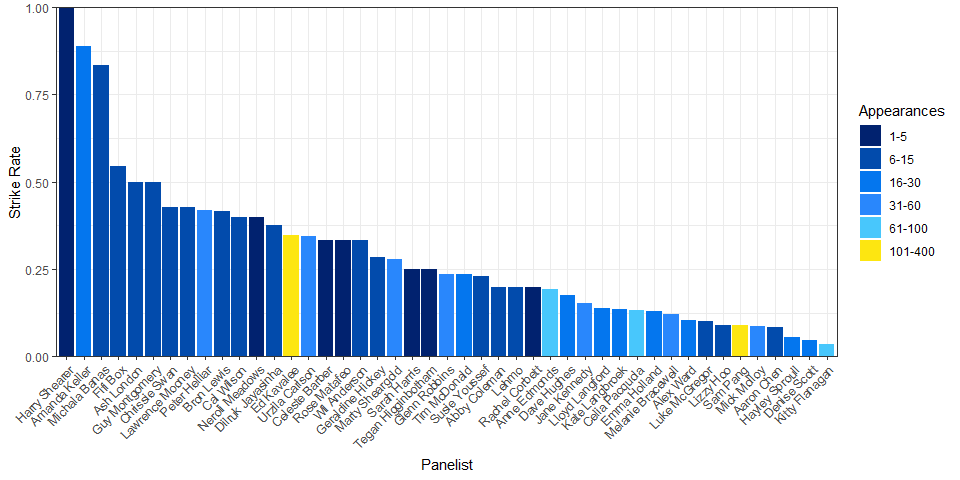 1.00
0.75
0.50
0.25
0.00
Strike Rate
Harry Shearer
Amanda Keller
Michala Banas
Fifi Box
Ash London
Guy Montgomery
Chrissie Swan
Lawrence Mooney
Peter Helliar
Bron Lewis
Cal Wilson
Neroli Meadows
Dilruk Jayasinha
Ed Kavalee
Urzila Carlson
Celeste Barber
Rose Matafeo
Wil Anderson
Geraldine Hickey
Marty Sheargold
Sarah Harris
Tegan Higginbotham
Glenn Robbins
Tim McDonald
Susie Youssef
Abby Coleman
Lehmo
Rachel Corbett
Anne Edmonds
Dave Hughes
Jane Kennedy
Lloyd Langford
Kate Langbroek
Celia Pacquola
Emma Holland
Melanie Bracewell
Alex Ward
Luke McGregor
Lizzy Hoo
Sam Pang
Mick Molloy
Aaron Chen
Hayley Sproull
Denise Scott
Kitty Flanagan
Panelist
Appearances
1-5
6-15
16-30
31-60
61-100
101-400